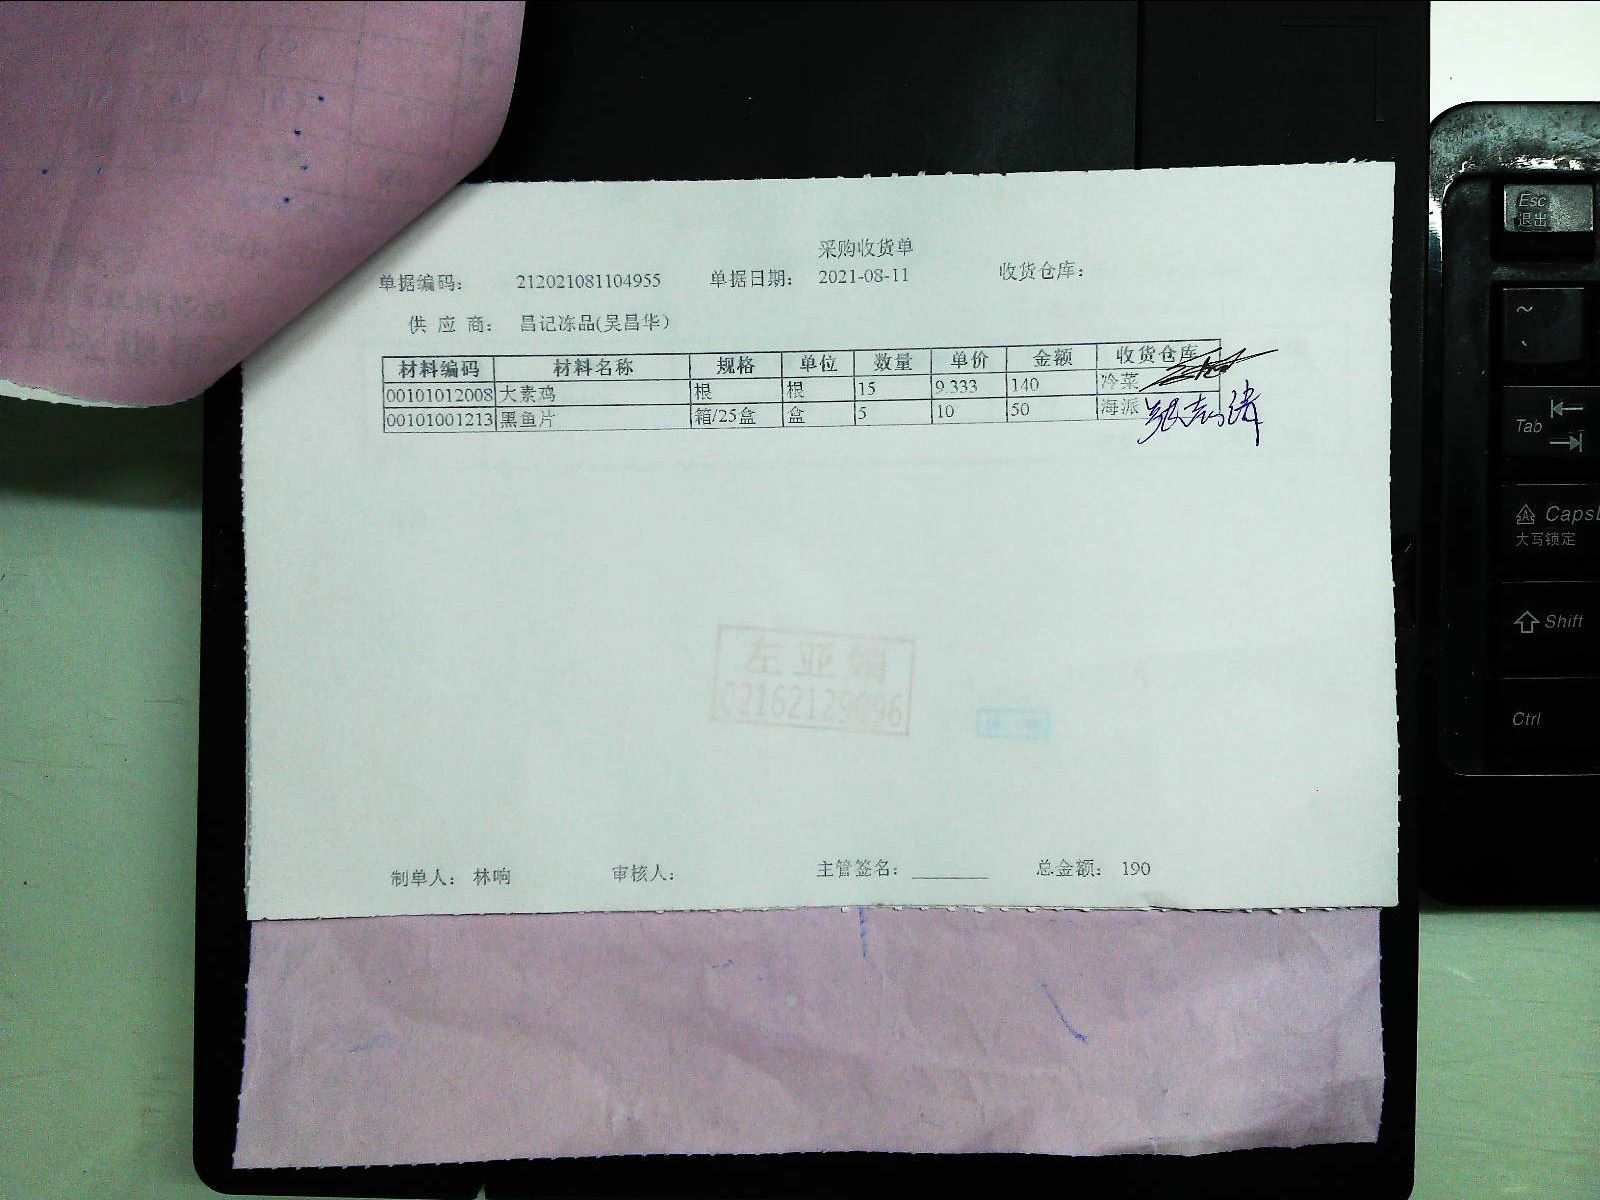 采购收货单
单据编码： 212021081104955 单据日期： 2021-08-11 收货仓库：
供 应 商： 昌记冻品(吴昌华)
材料编码 材料名称 规格 单位 数量 单价 金额 收货仓库
00101012008 大素鸡 根 根 15 9.333 140 冷菜
00101001213 黑鱼片 箱/25盒 盒 5 10 50 海派
左亚娟
02162129696
制单人： 林响 审核人： 主管签名： 总金额： 190
Esc
退出
~
Tab
CapsL
大写锁定
Shift
Ctrl